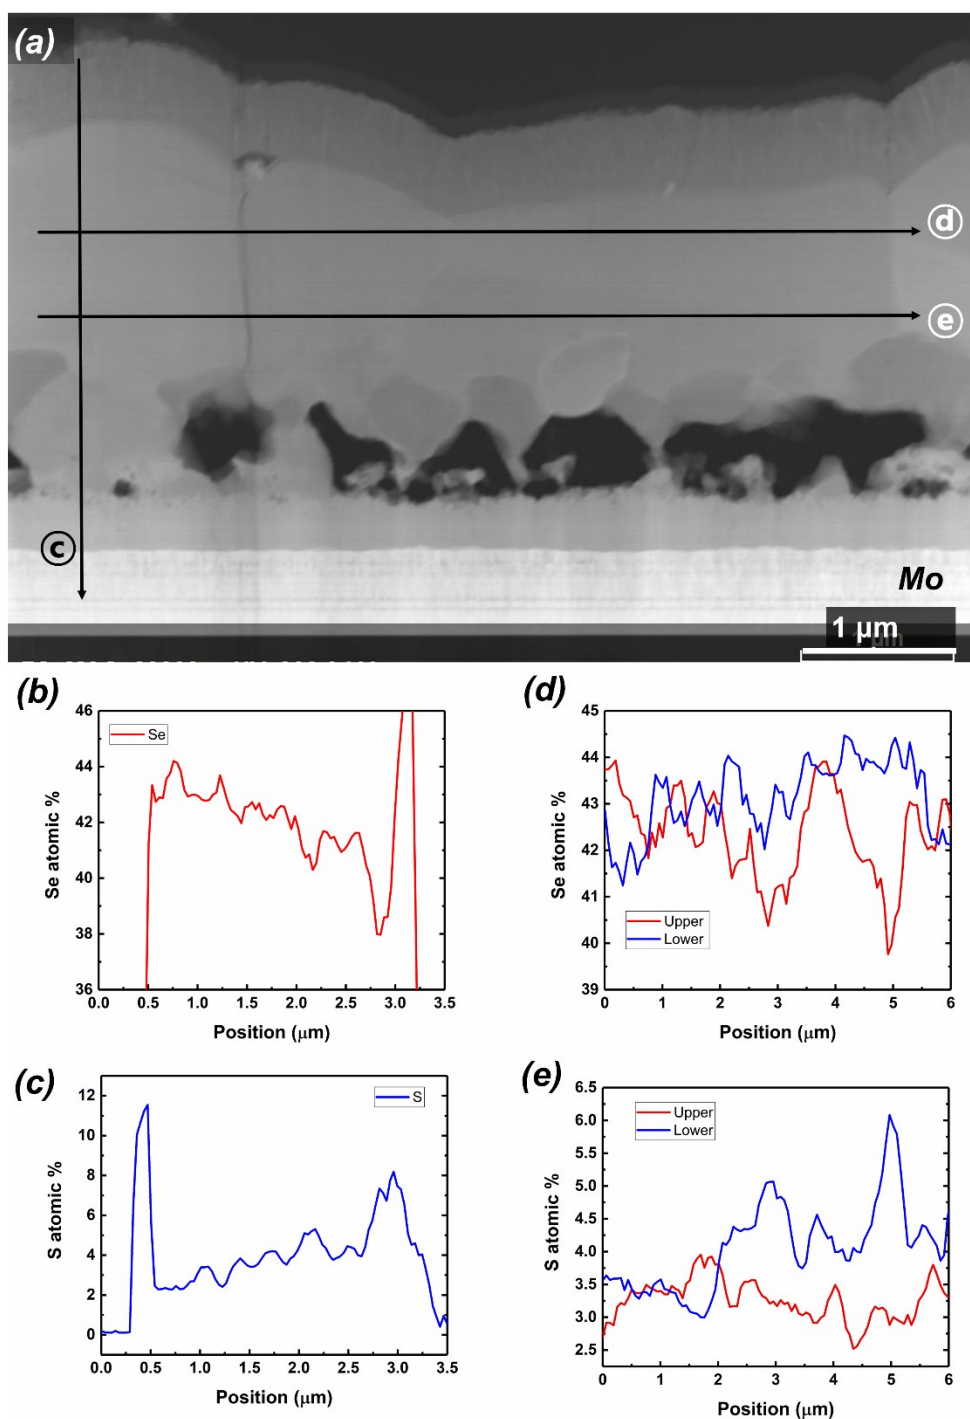 (a)
d
e
c
Mo
1 µm
(b)
Se atomic %
46
44
42
40
38
36
Se
0.0 0.5 1.0 1.5 2.0 2.5 3.0 3.5
Position (µm)
(d)
Se atomic %
45
44
43
42
41
40
39
Upper
Lower
0 1 2 3 4 5 6
Position (µm)
(c)
S atomic %
12
10
8
6
4
2
0
S
0.0 0.5 1.0 1.5 2.0 2.5 3.0 3.5
Position (µm)
(e)
S atomic %
6.5
6.0
5.5
5.0
4.5
4.0
3.5
3.0
2.5
Upper
Lower
0 1 2 3 4 5 6
Position (µm)